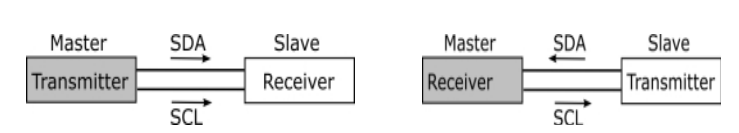 Master SDA Slave
Transmitter Receiver
SCL
Master SDA Slave
Receiver Transmitter
SCL